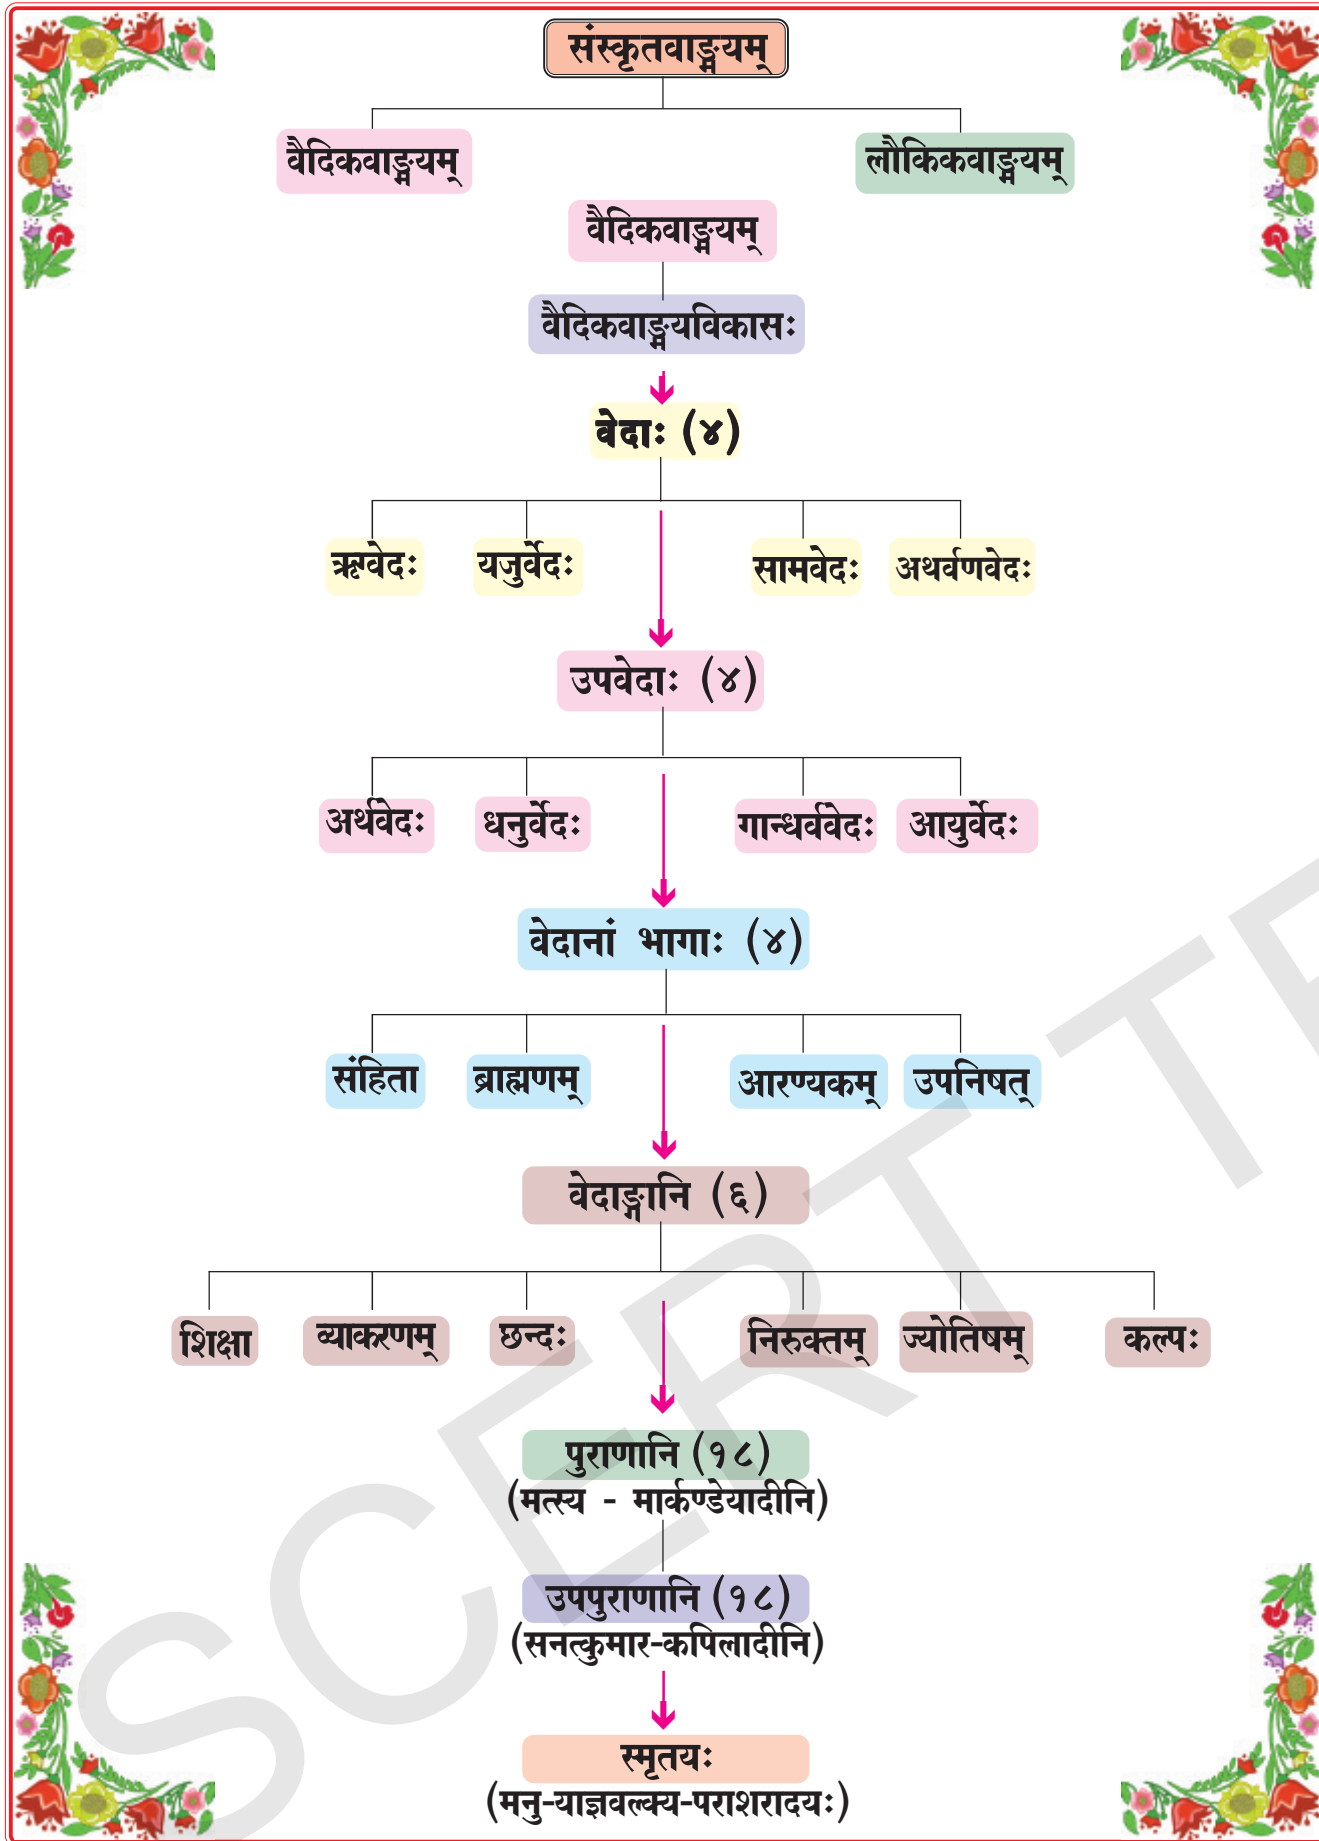 संस्कृतवाङ्मयम्
वैदिकवाङ्मयम् लौकिकवाङ्मयम्
वैदिकवाङ्मयम्
वैदिकवाङ्मयविकासः
वेदाः (४)
ऋग्वेदः यजुर्वेदः सामवेदः अथर्वणवेदः
उपवेदाः (४)
अर्थवेदः धनुर्वेदः गान्धर्ववेदः आयुर्वेदः
वेदानां भागाः (४)
संहिता ब्राह्मणम् आरण्यकम् उपनिषत्
वेदाङ्गानि (६)
शिक्षा व्याकरणम् छन्दः निरुक्तम् ज्योतिषम् कल्पः
पुराणानि (१८)
(मत्स्य - मार्कण्डेयादीनि)
उपपुराणानि (१८)
(सनत्कुमार-कपिलादीनि)
स्मृतयः
(मनु-याज्ञवल्क्य-पराशरादयः)
SCERT TE